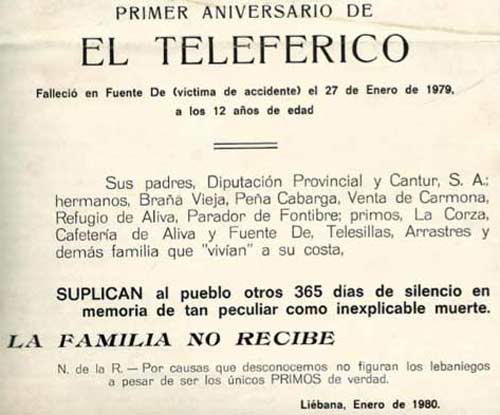 PRIMER ANIVERSARIO DE
EL TELEFERICO
Falleció en Fuente De (victima de accidente) el 27 de Enero de 1979,
a los 12 años de edad
Sus padres, Diputación Provincial y Cantur, S. A.;
hermanos, Braña Vieja, Peña Cabarga, Venta de Carmona,
Refugio de Aliva, Parador de Fontibre; primos, La Corza,
Cafetería de Aliva y Fuente De, Telesillas, Arrastres y
demás familia que "vivían" a su costa,
SUPLICAN al pueblo otros 365 días de silencio en
memoria de tan peculiar como inexplicable muerte.
LA FAMILIA NO RECIBE
N. de la R. — Por causas que desconocemos no figuran los lebaniegos
a pesar de ser los únicos PRIMOS de verdad.
Liébana, Enero de 1980.